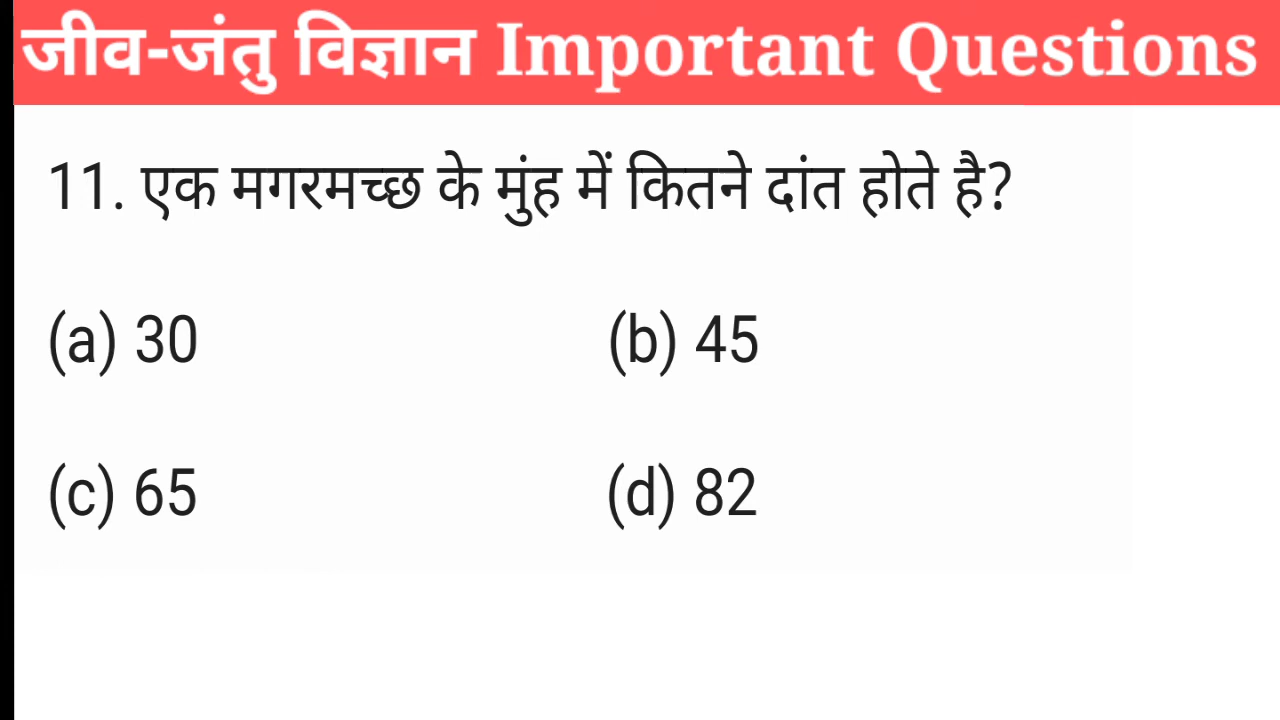 जीव-जंतु विज्ञान Important Questions
11. एक मगरमच्छ के मुंह में कितने दांत होते है?
(a) 30 (b) 45
(c) 65 (d) 82